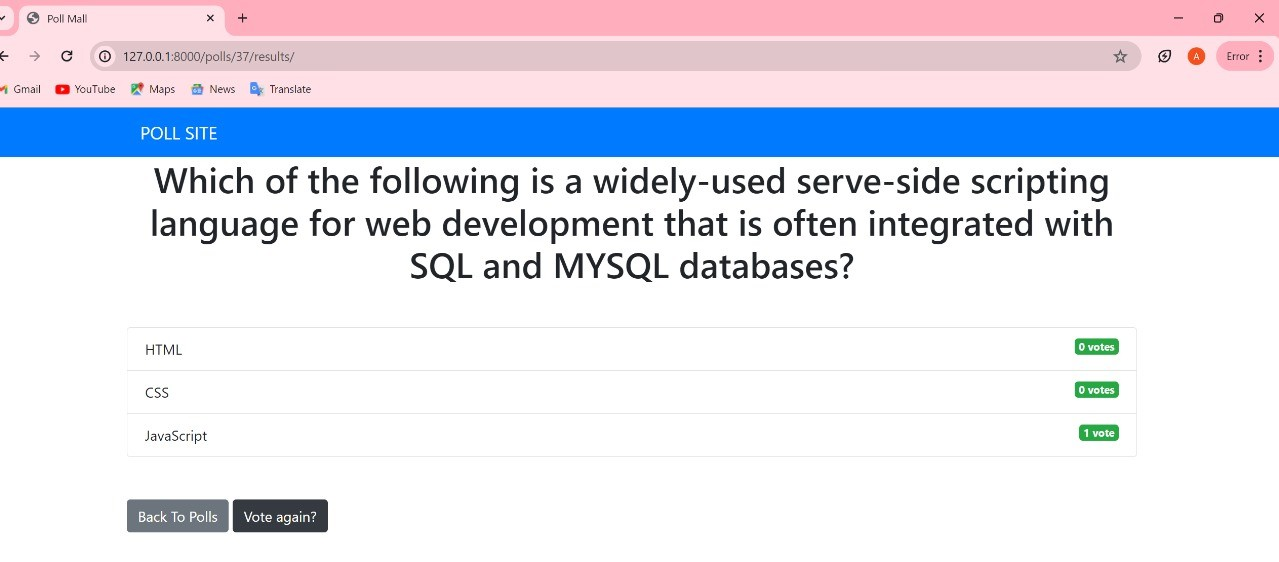 Poll Mall
127.0.0.1:8000/polls/37/results/
A
Error
Gmail YouTube Maps News Translate
POLL SITE
Which of the following is a widely-used serve-side scripting
language for web development that is often integrated with
SQL and MYSQL databases?
HTML 0 votes
CSS 0 votes
JavaScript 1 vote
Back To Polls Vote again?